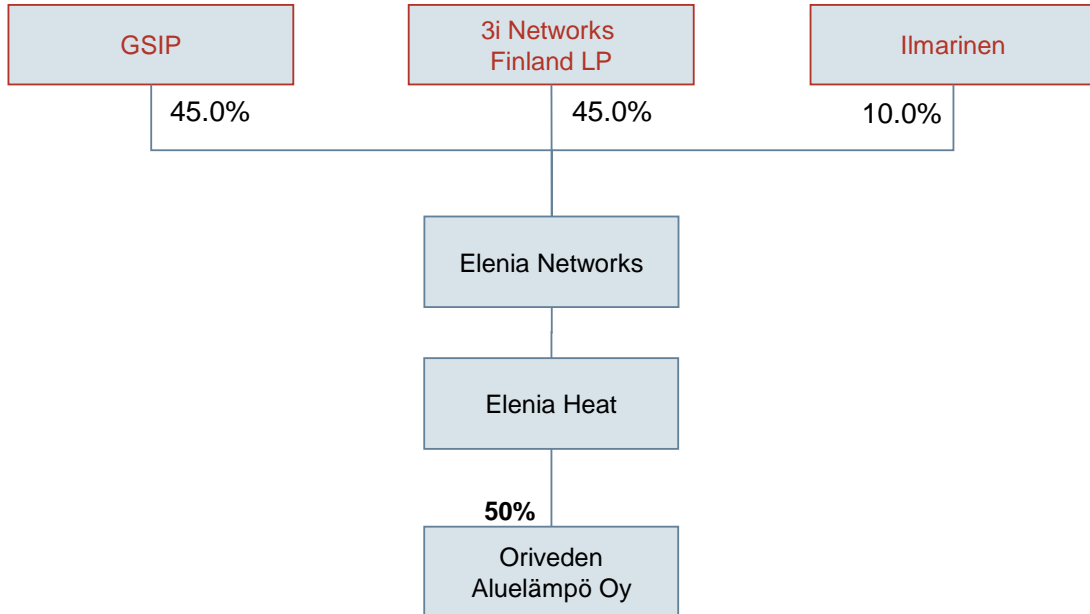 GSIP
3i Networks
Finland LP
Ilmarinen
45.0%
45.0%
10.0%
Elenia Networks
Elenia Heat
50%
Oriveden
Aluelämpö Oy